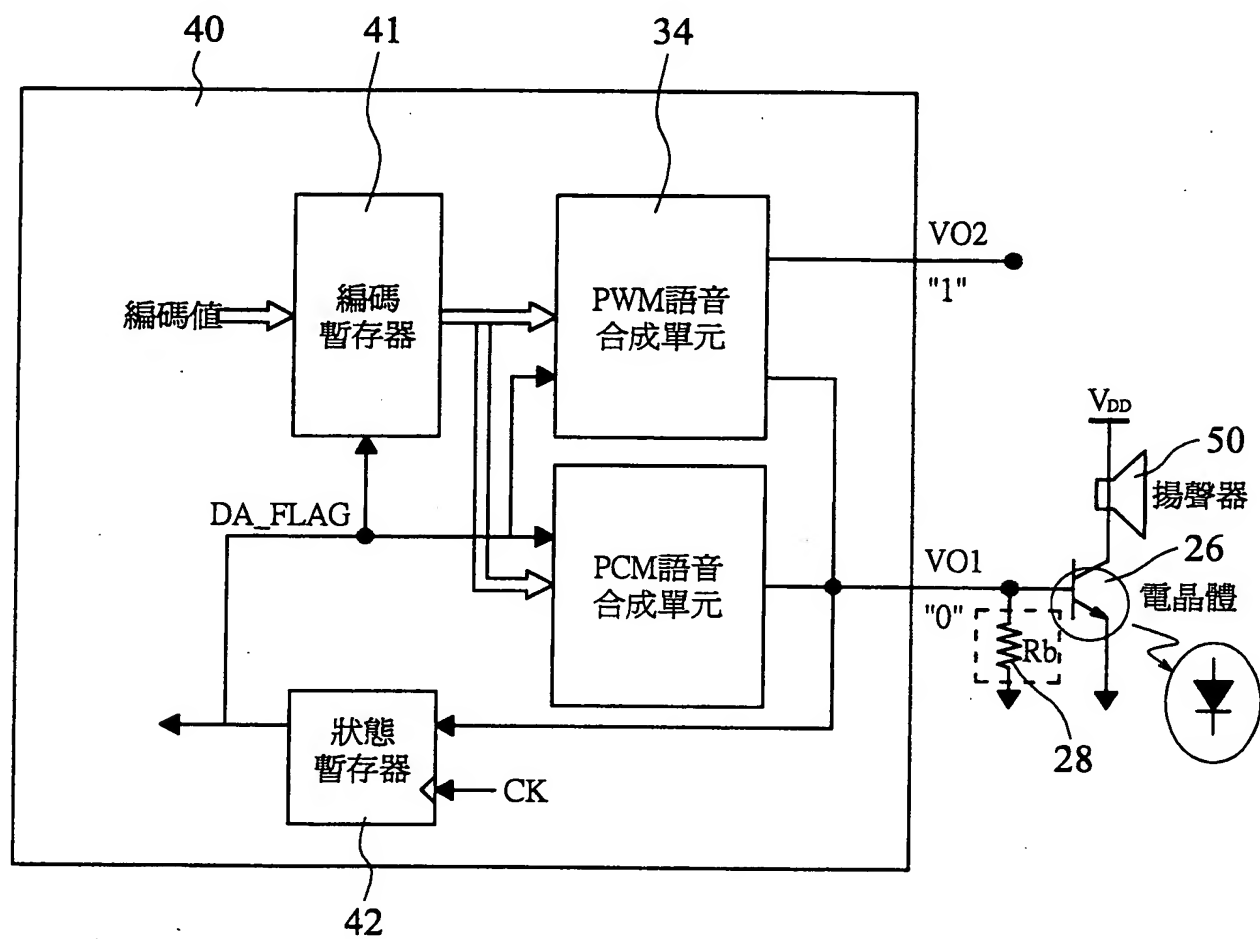 40
41
34
編碼值
編碼
暫存器
PWM語音
合成單元
VO2
"1"
DA_FLAG
PCM語音
合成單元
VO1
"0"
VDD
50
揚聲器
26
電晶體
Rb
28
狀態
暫存器
CK
42